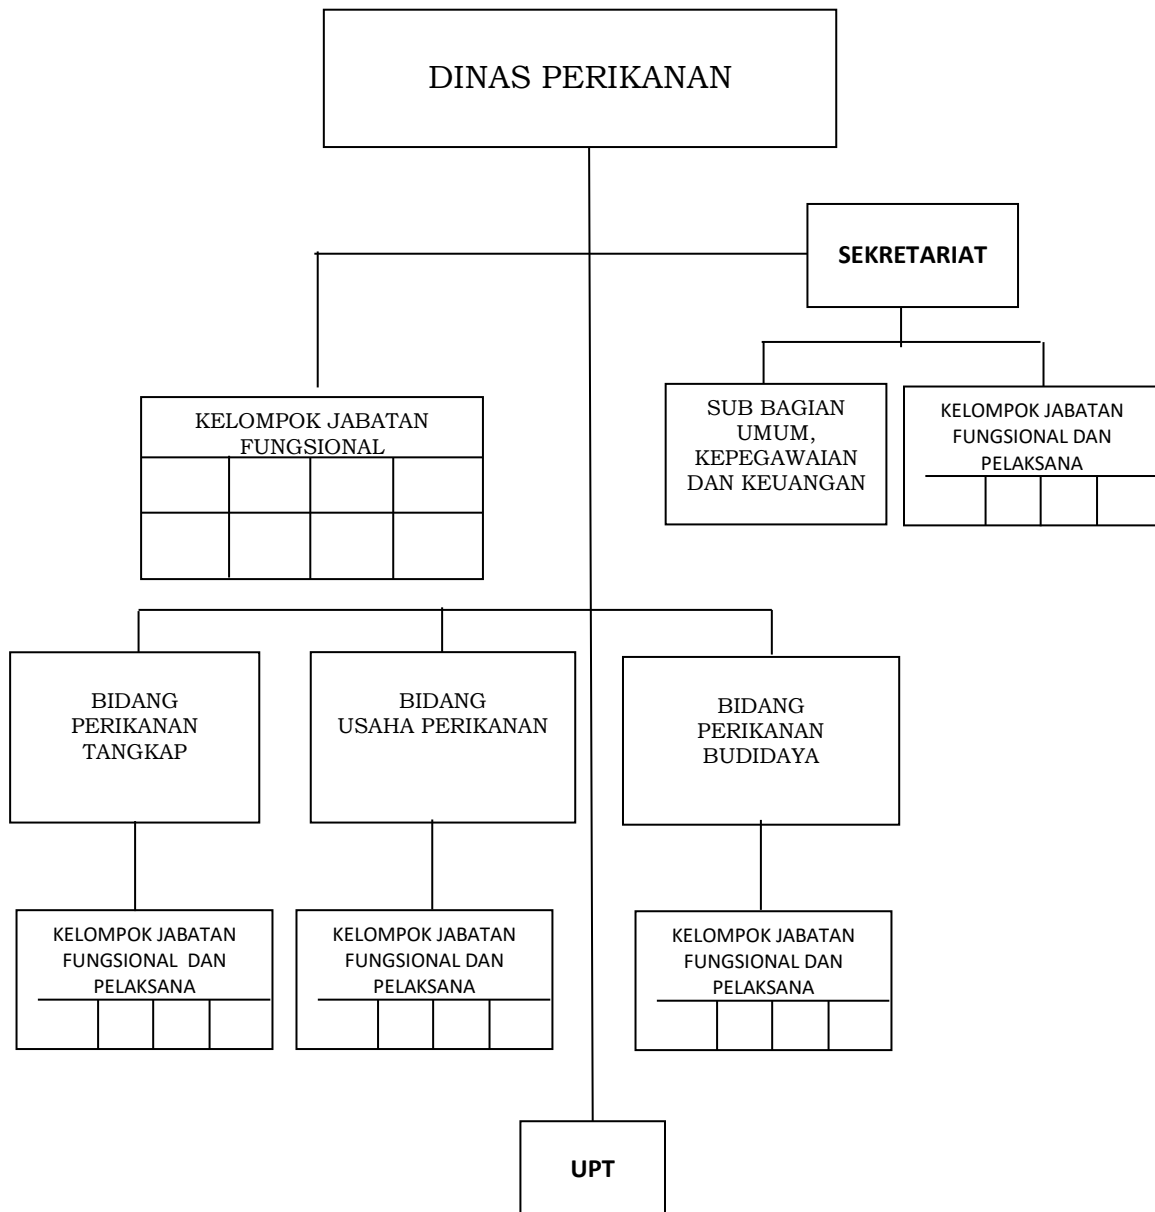 DINAS PERIKANAN
SEKRETARIAT
KELOMPOK JABATAN
FUNGSIONAL
SUB BAGIAN
UMUM,
KEPEGAWAIAN
DAN KEUANGAN
KELOMPOK JABATAN
FUNGSIONAL DAN
PELAKSANA
BIDANG
PERIKANAN
TANGKAP
BIDANG
USAHA PERIKANAN
BIDANG
PERIKANAN
BUDIDAYA
KELOMPOK JABATAN
FUNGSIONAL DAN
PELAKSANA
KELOMPOK JABATAN
FUNGSIONAL DAN
PELAKSANA
KELOMPOK JABATAN
FUNGSIONAL DAN
PELAKSANA
UPT